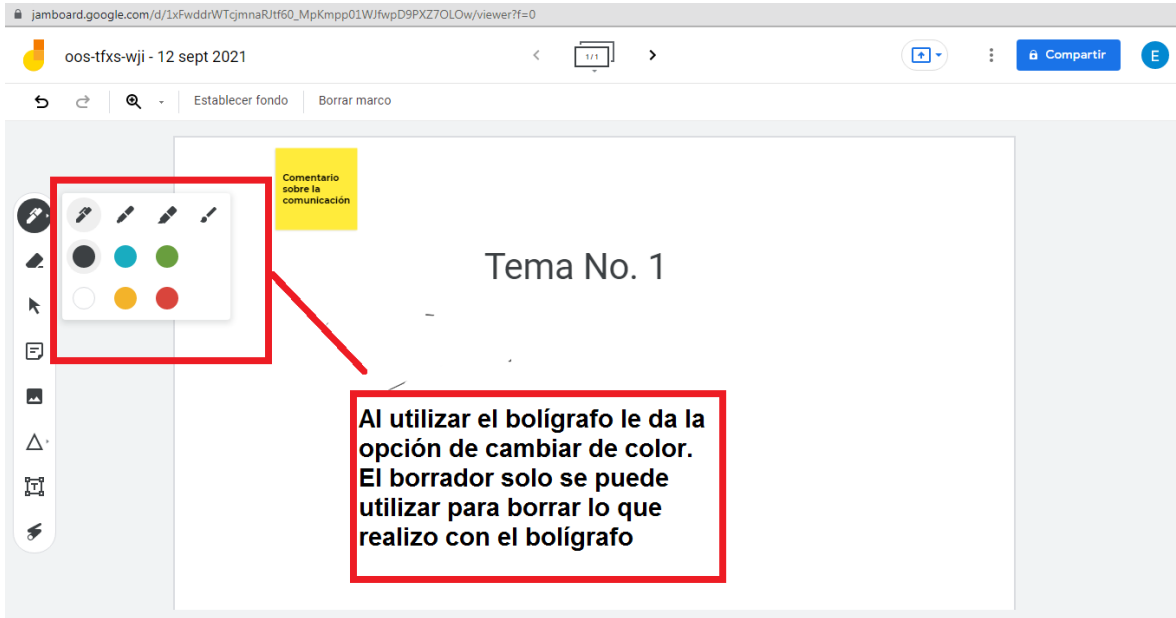 jamboard.google.com/d/1xFwddrWTcjmnaRJtf60_MpKmpp01WJfwpD9PXZ7OLOw/viewer?f=0
oos-tfxs-wji - 12 sept 2021
1/1
Compartir
E
Establecer fondo
Borrar marco
Comentario
sobre la
comunicación
Tema No. 1
Al utilizar el bolígrafo le da la
opción de cambiar de color.
El borrador solo se puede
utilizar para borrar lo que
realizo con el bolígrafo